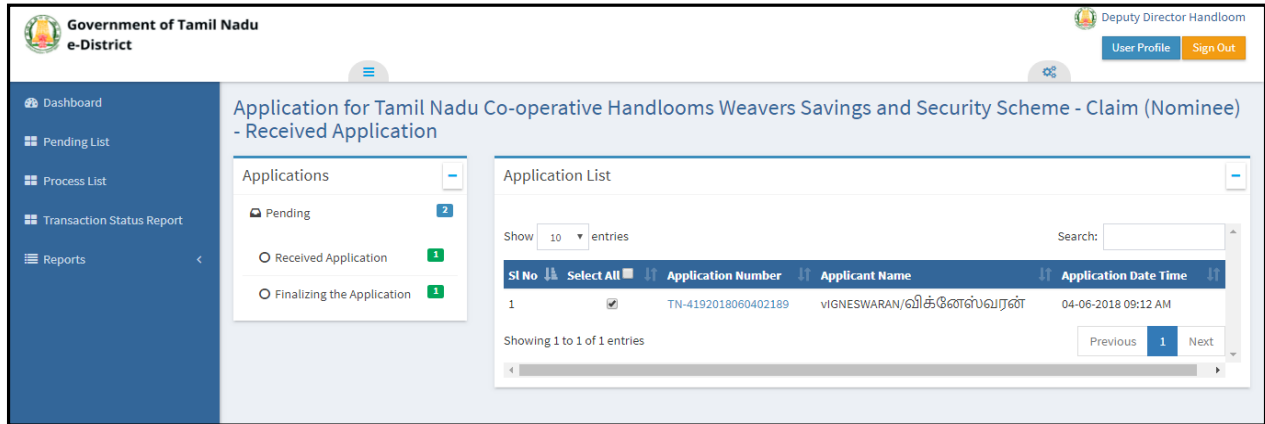 Government of Tamil Nadu
e-District
Deputy Director Handloom
User Profile
Sign Out
Dashboard
Pending List
Process List
Transaction Status Report
Reports
Application for Tamil Nadu Co-operative Handlooms Weavers Savings and Security Scheme - Claim (Nominee)
- Received Application
Applications
Pending 2
Received Application 1
Finalizing the Application 1
Application List
Show 10 entries
Search:
Sl No Select All Application Number Applicant Name Application Date Time
1 TN-4192018060402189 vIGNESWARAN/விக்னேஸ்வரன் 04-06-2018 09:12 AM
Showing 1 to 1 of 1 entries
Previous 1 Next